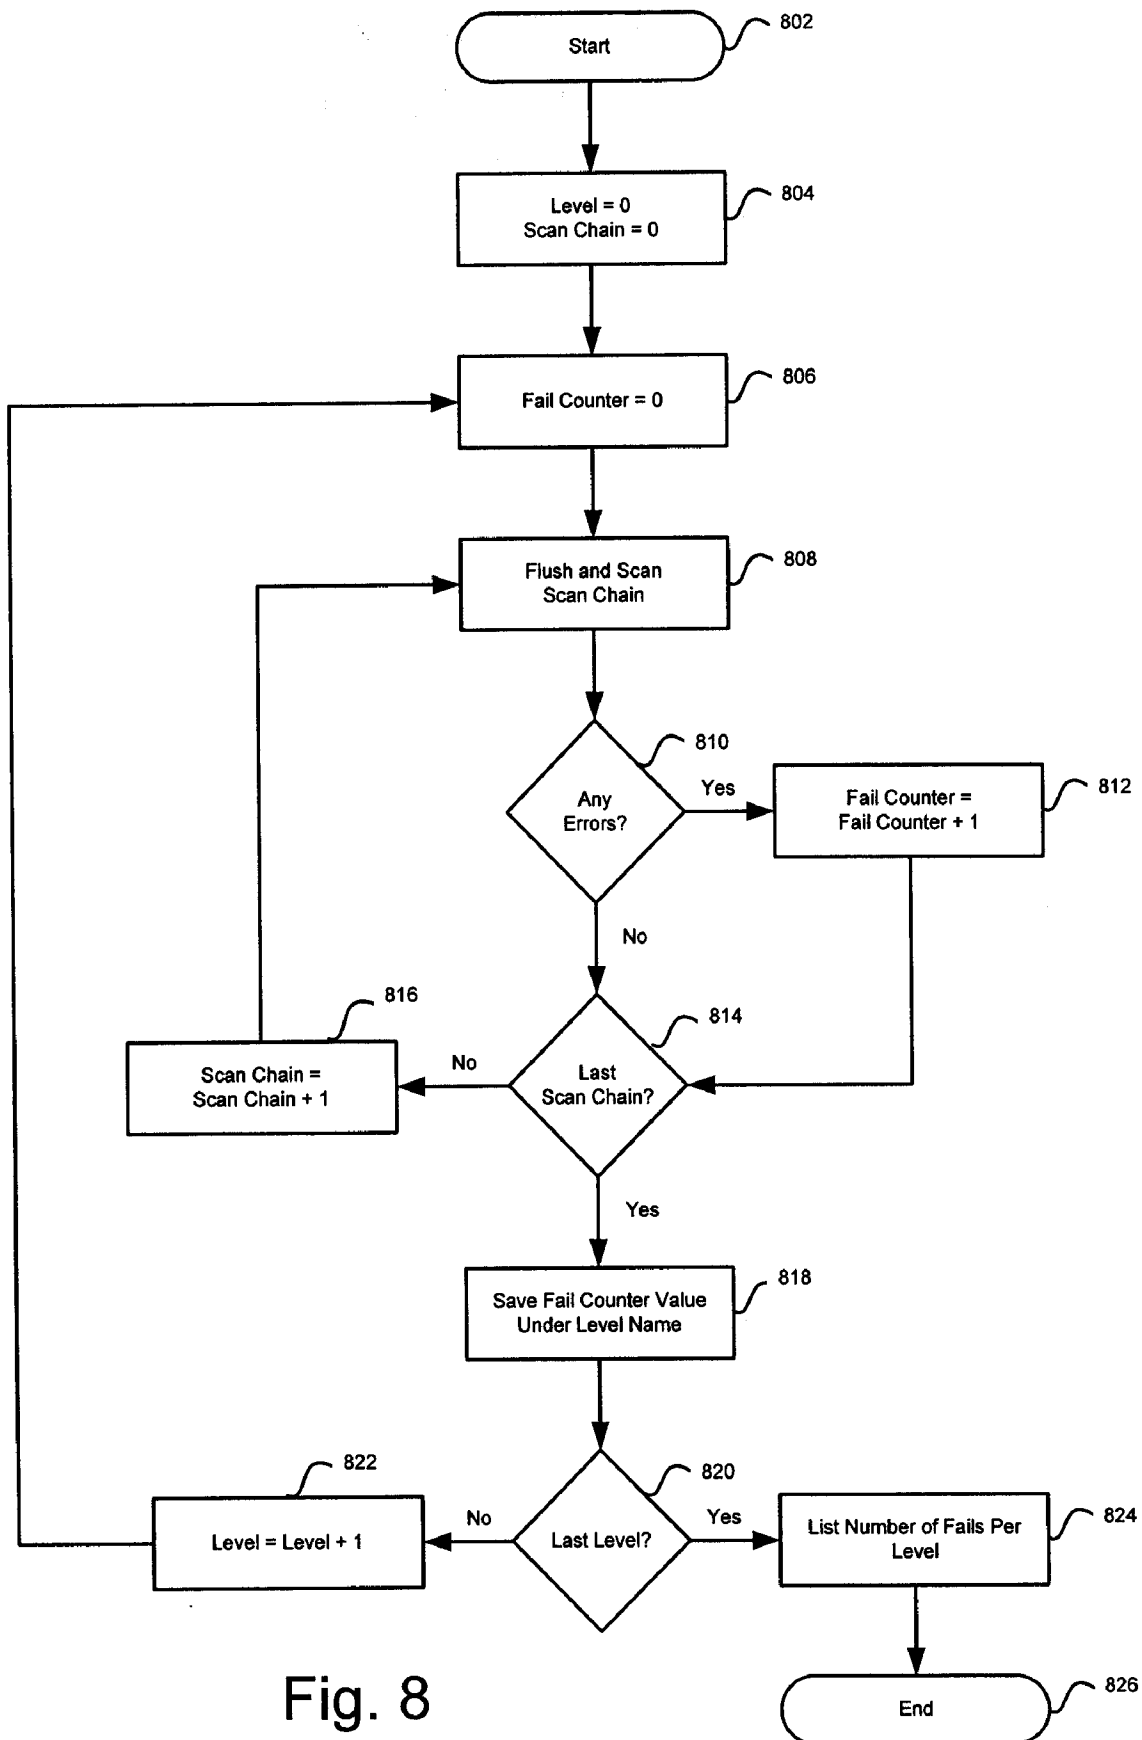 Start
802
Level = 0
Scan Chain = 0
804
Fail Counter = 0
806
Flush and Scan
Scan Chain
808
Any
Errors?
810
Yes
Fail Counter =
Fail Counter + 1
812
No
Last
Scan Chain?
814
No
Scan Chain =
Scan Chain + 1
816
Yes
Save Fail Counter Value
Under Level Name
818
Last Level?
820
No
Level = Level + 1
822
Yes
List Number of Fails Per
Level
824
End
826
Fig. 8